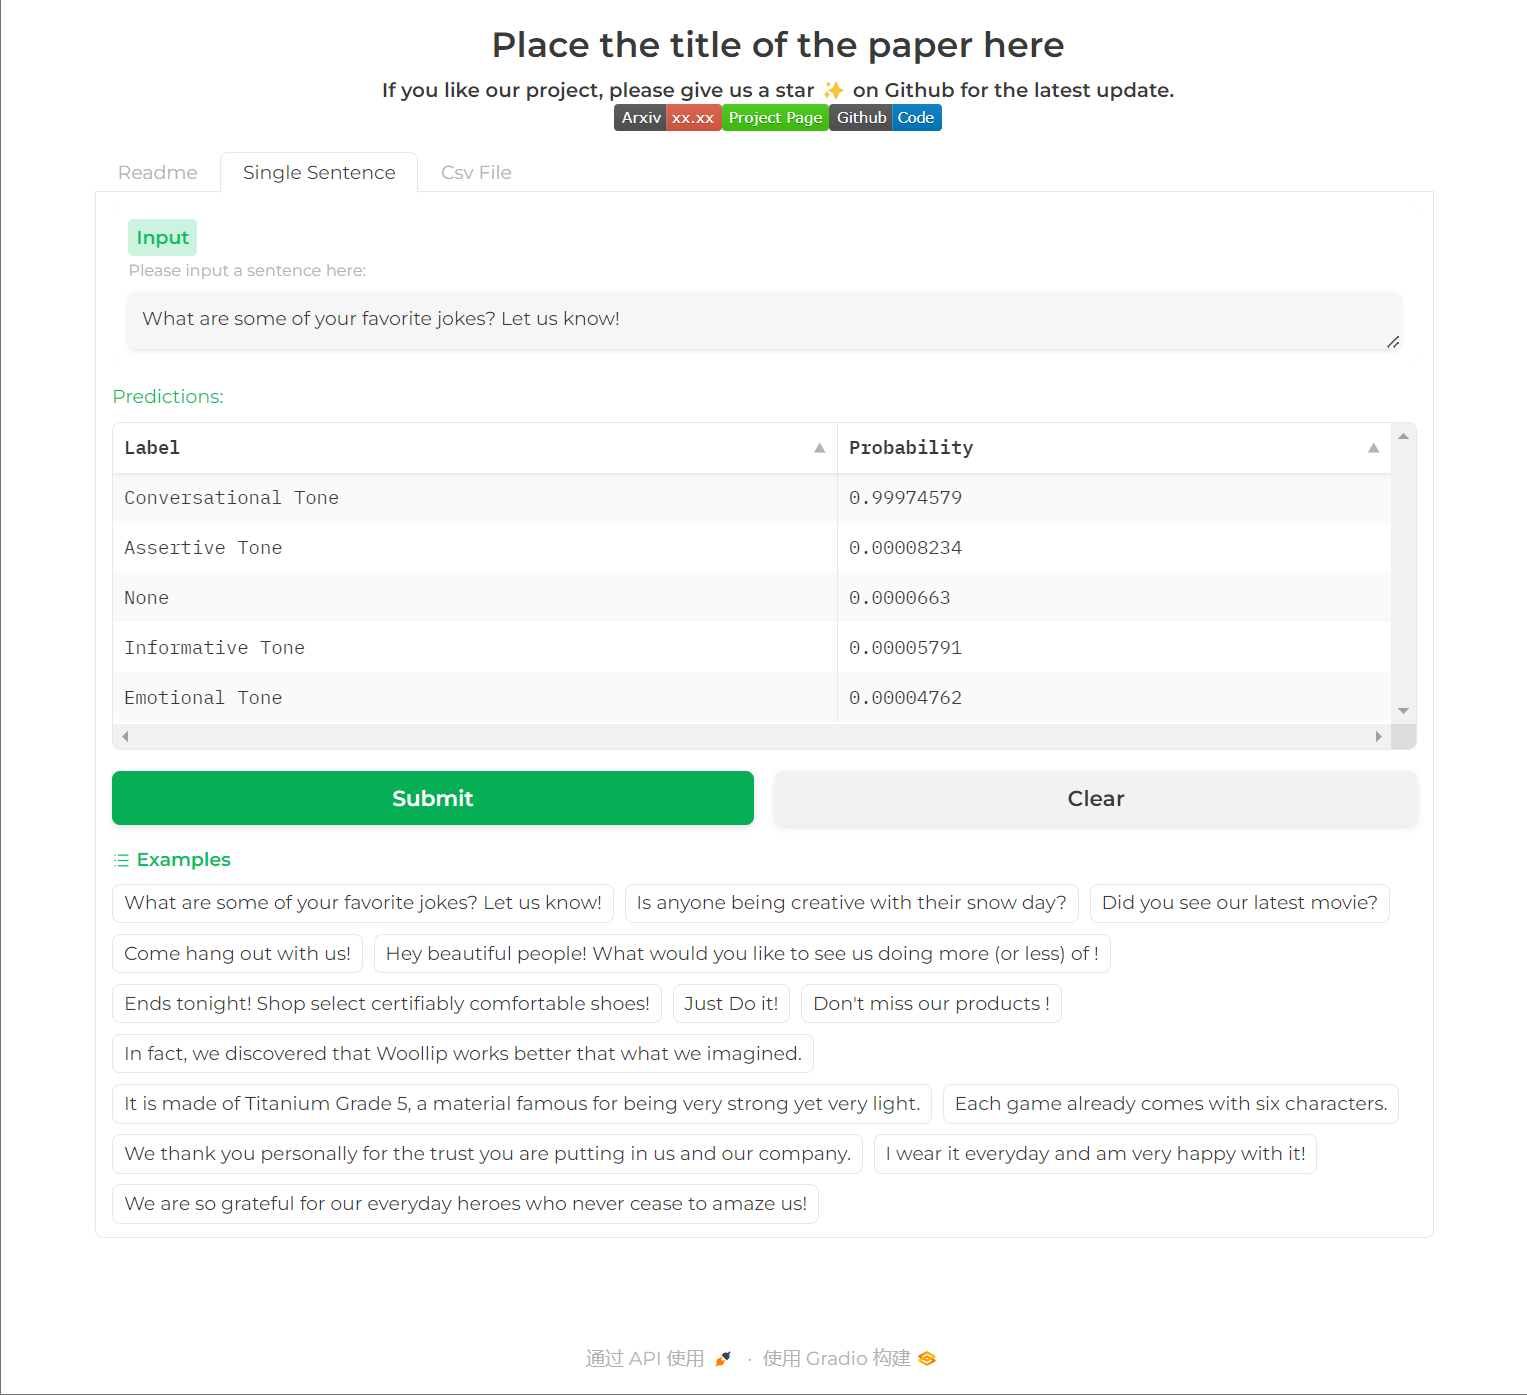 Place the title of the paper here
If you like our project, please give us a star ✨ on Github for the latest update.
Arxiv xx.xx Project Page Github Code
Readme Single Sentence Csv File
Input
Please input a sentence here:
What are some of your favorite jokes? Let us know!
Predictions:
Label Probability
Conversational Tone 0.99974579
Assertive Tone 0.00008234
None 0.0000663
Informative Tone 0.00005791
Emotional Tone 0.00004762
Submit Clear
Examples
What are some of your favorite jokes? Let us know! Is anyone being creative with their snow day? Did you see our latest movie?
Come hang out with us! Hey beautiful people! What would you like to see us doing more (or less) of !
Ends tonight! Shop select certifiably comfortable shoes! Just Do it! Don't miss our products !
In fact, we discovered that Woollip works better that what we imagined.
It is made of Titanium Grade 5, a material famous for being very strong yet very light. Each game already comes with six characters.
We thank you personally for the trust you are putting in us and our company. I wear it everyday and am very happy with it!
We are so grateful for our everyday heroes who never cease to amaze us!
通过 API 使用 · 使用 Gradio 构建